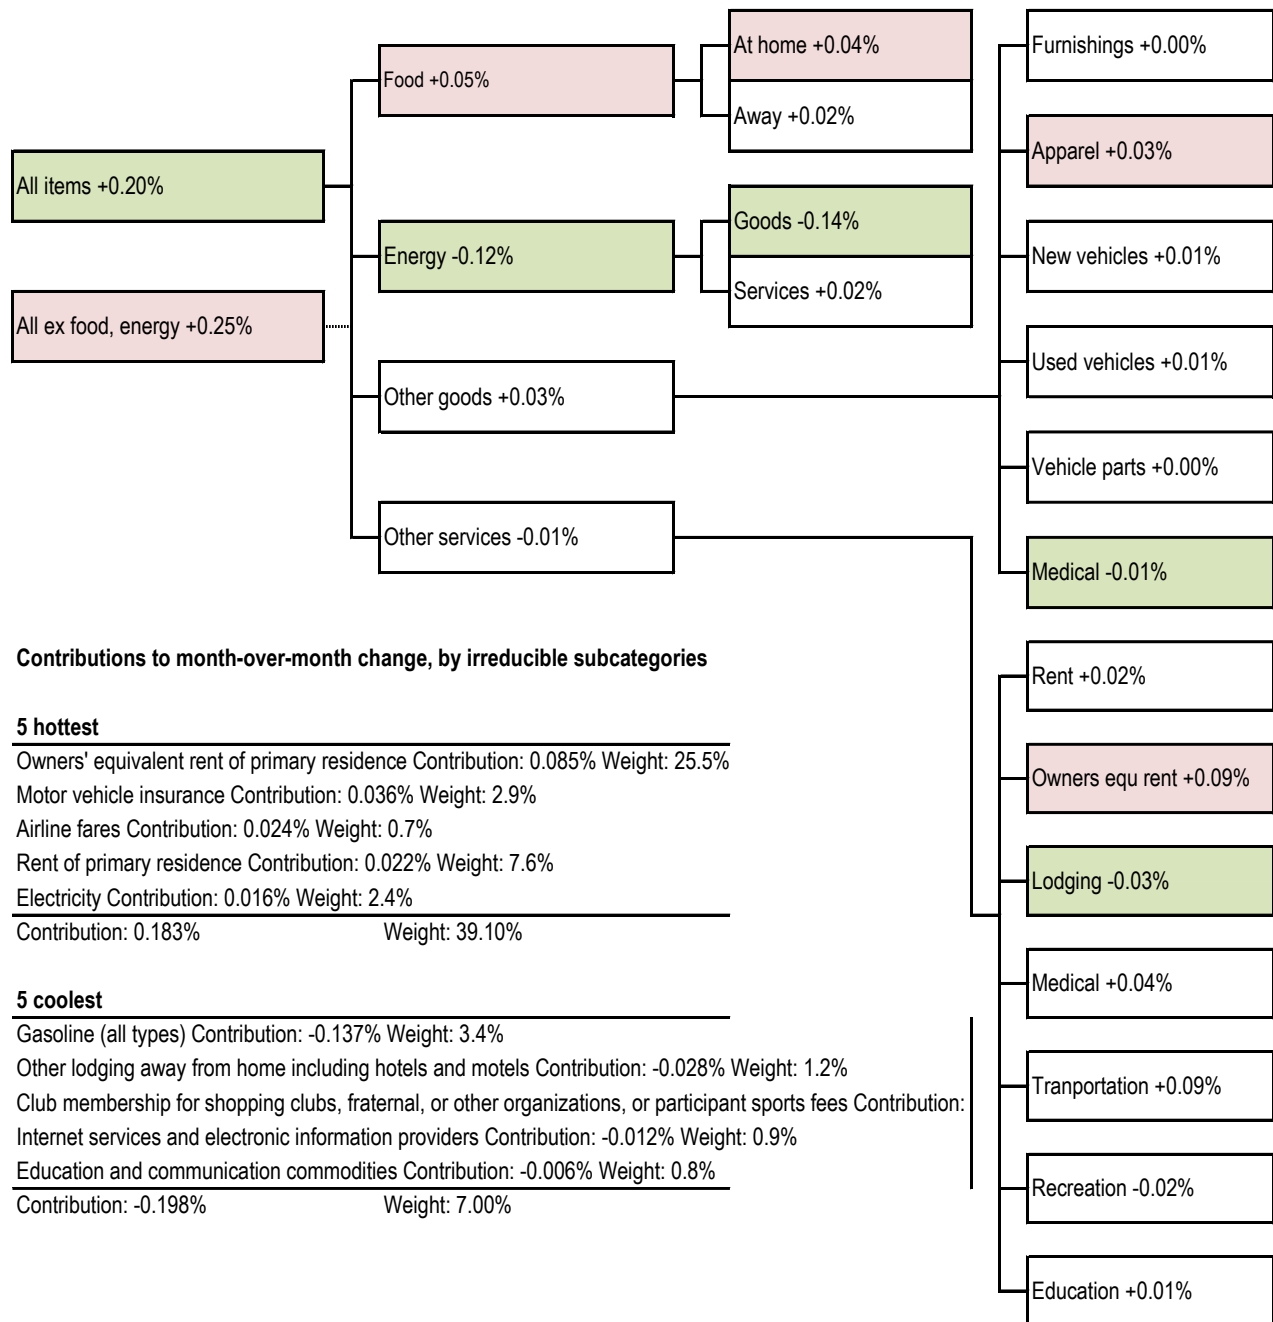 All items +0.20%
All ex food, energy +0.25%
Food +0.05%
Energy -0.12%
Other goods +0.03%
Other services -0.01%
At home +0.04%
Away +0.02%
Goods -0.14%
Services +0.02%
Furnishings +0.00%
Apparel +0.03%
New vehicles +0.01%
Used vehicles +0.01%
Vehicle parts +0.00%
Medical -0.01%
Rent +0.02%
Owners equ rent +0.09%
Lodging -0.03%
Medical +0.04%
Tranportation +0.09%
Recreation -0.02%
Education +0.01%
Contributions to month-over-month change, by irreducible subcategories
5 hottest
Owners' equivalent rent of primary residence Contribution: 0.085% Weight: 25.5%
Motor vehicle insurance Contribution: 0.036% Weight: 2.9%
Airline fares Contribution: 0.024% Weight: 0.7%
Rent of primary residence Contribution: 0.022% Weight: 7.6%
Electricity Contribution: 0.016% Weight: 2.4%
Contribution: 0.183% Weight: 39.10%
5 coolest
Gasoline (all types) Contribution: -0.137% Weight: 3.4%
Other lodging away from home including hotels and motels Contribution: -0.028% Weight: 1.2%
Club membership for shopping clubs, fraternal, or other organizations, or participant sports fees Contribution:
Internet services and electronic information providers Contribution: -0.012% Weight: 0.9%
Education and communication commodities Contribution: -0.006% Weight: 0.8%
Contribution: -0.198% Weight: 7.00%